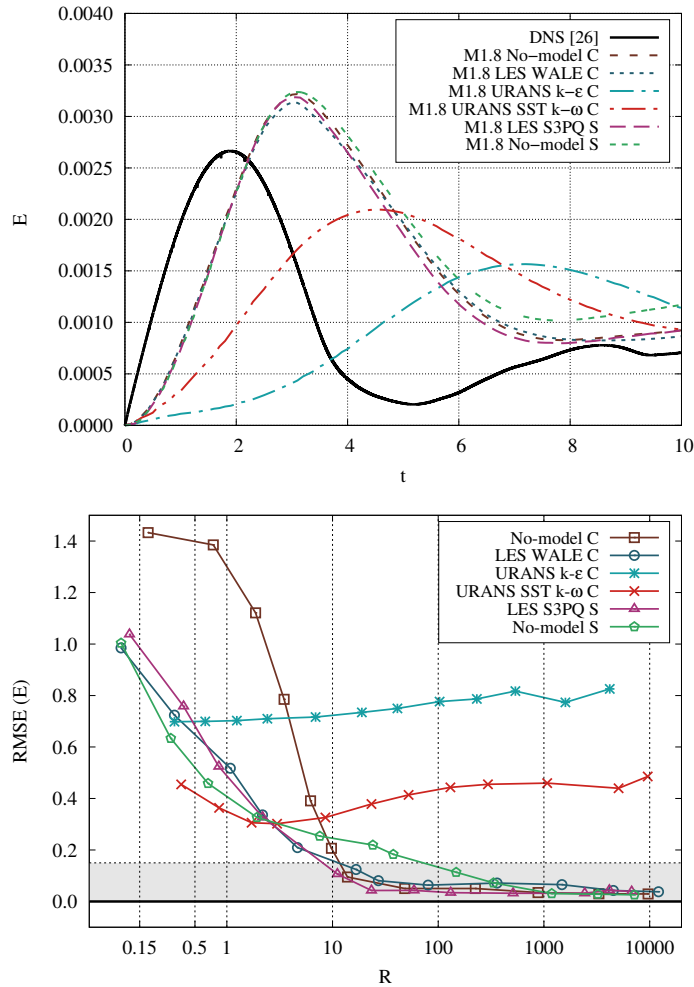 DNS [26]
M1.8 No−model C
M1.8 LES WALE C
M1.8 URANS k−ε C
M1.8 URANS SST k−ω C
M1.8 LES S3PQ S
M1.8 No−model S
0.0040
0.0035
0.0030
0.0025
0.0020
0.0015
0.0010
0.0005
0.0000
E
0 2 4 6 8 10
t
No-model C
LES WALE C
URANS k-ε C
URANS SST k-ω C
LES S3PQ S
No-model S
1.4
1.2
1.0
0.8
0.6
0.4
0.2
0.0
RMSE (E)
0.15 0.5 1 10 100 1000 10000
R